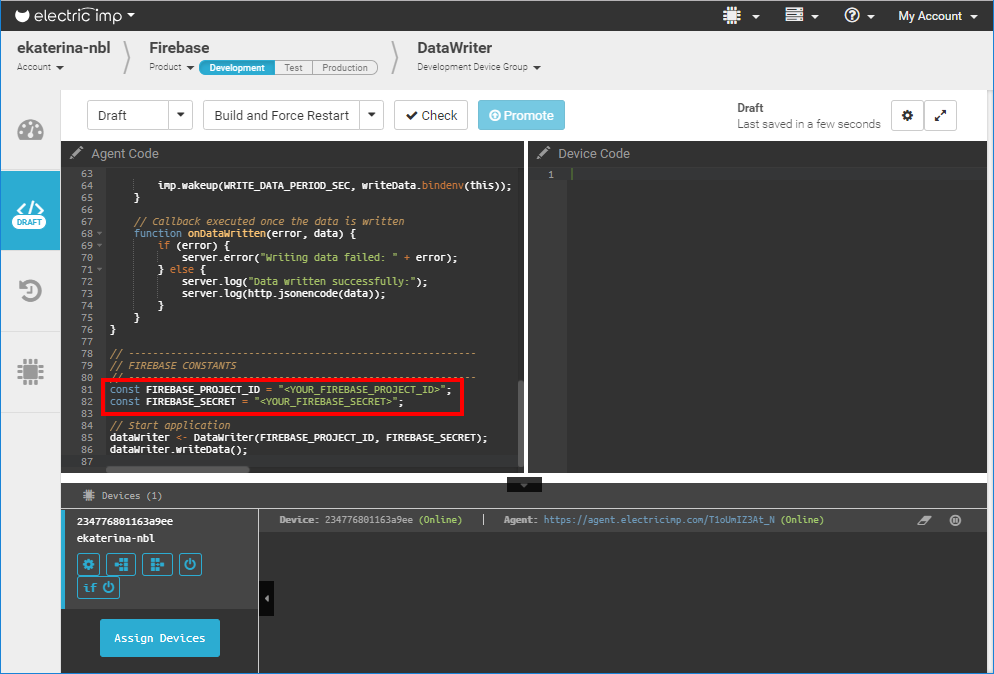 electric imp
My Account
ekaterina-nbl
Firebase
DataWriter
Account
Product
Development
Test
Production
Development Device Group
Draft
Build and Force Restart
Check
Promote
Draft
Last saved in a few seconds
Agent Code
Device Code
63
64 imp.wakeup(WRITE_DATA_PERIOD_SEC, writeData.bindenv(this));
65 }
66
67 // Callback executed once the data is written
68 function onDataWritten(error, data) {
69 if (error) {
70 server.error("Writing data failed: " + error);
71 } else {
72 server.log("Data written successfully:");
73 server.log(http.jsonencode(data));
74 }
75 }
76 }
77
78 // ----------------------------------------------------------
79 // FIREBASE CONSTANTS
80 // ----------------------------------------------------------
81 const FIREBASE_PROJECT_ID = "<YOUR_FIREBASE_PROJECT_ID>";
82 const FIREBASE_SECRET = "<YOUR_FIREBASE_SECRET>";
83
84 // Start application
85 dataWriter <- DataWriter(FIREBASE_PROJECT_ID, FIREBASE_SECRET);
86 dataWriter.writeData();
87
1
DRAFT
Devices (1)
234776801163a9ee
ekaterina-nbl
if
Assign Devices
Device: 234776801163a9ee (Online) | Agent: https://agent.electricimp.com/T1oUmIZ3At_N (Online)